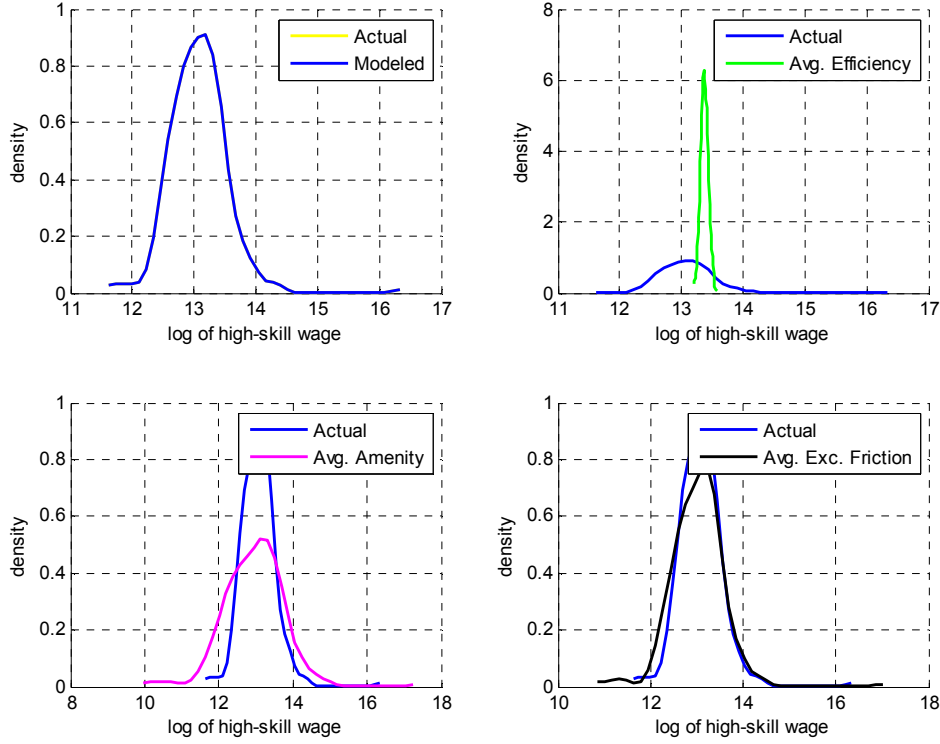 1
0.8
0.6
0.4
0.2
0
density
Actual
Modeled
11 12 13 14 15 16 17
log of high-skill wage
8
6
4
2
0
density
Actual
Avg. Efficiency
11 12 13 14 15 16 17
log of high-skill wage
1
0.8
0.6
0.4
0.2
0
density
Actual
Avg. Amenity
8 10 12 14 16 18
log of high-skill wage
1
0.8
0.6
0.4
0.2
0
density
Actual
Avg. Exc. Friction
10 12 14 16 18
log of high-skill wage